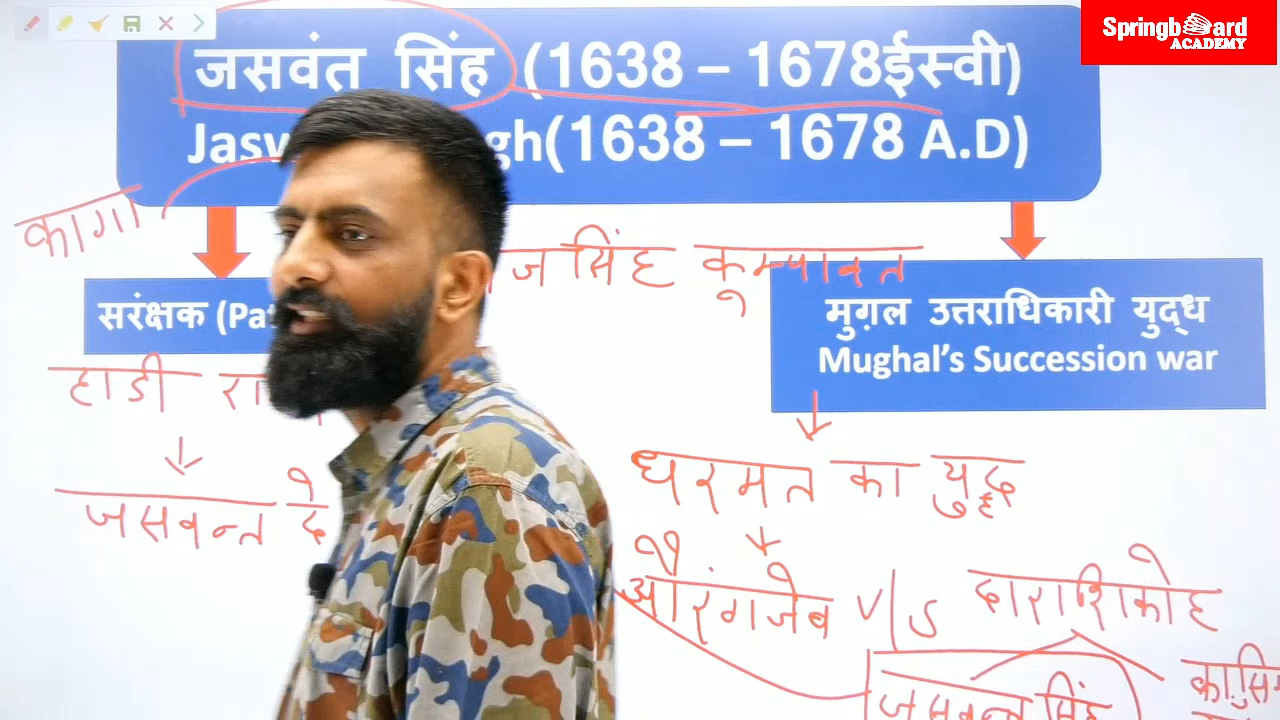 Springboard
ACADEMY
जसवंत सिंह (1638 – 1678ईस्वी)
gh(1638 – 1678 A.D)
कागा
जसिंह कूम्पावत
सरंक्षक
मुग़ल उत्तराधिकारी युद्ध
Mughal's Succession war
हाडी
जसवन्त दे
धरमत का युद्ध
औरंगजेब V/S दाराशिकोह
जसवन्त सिंह